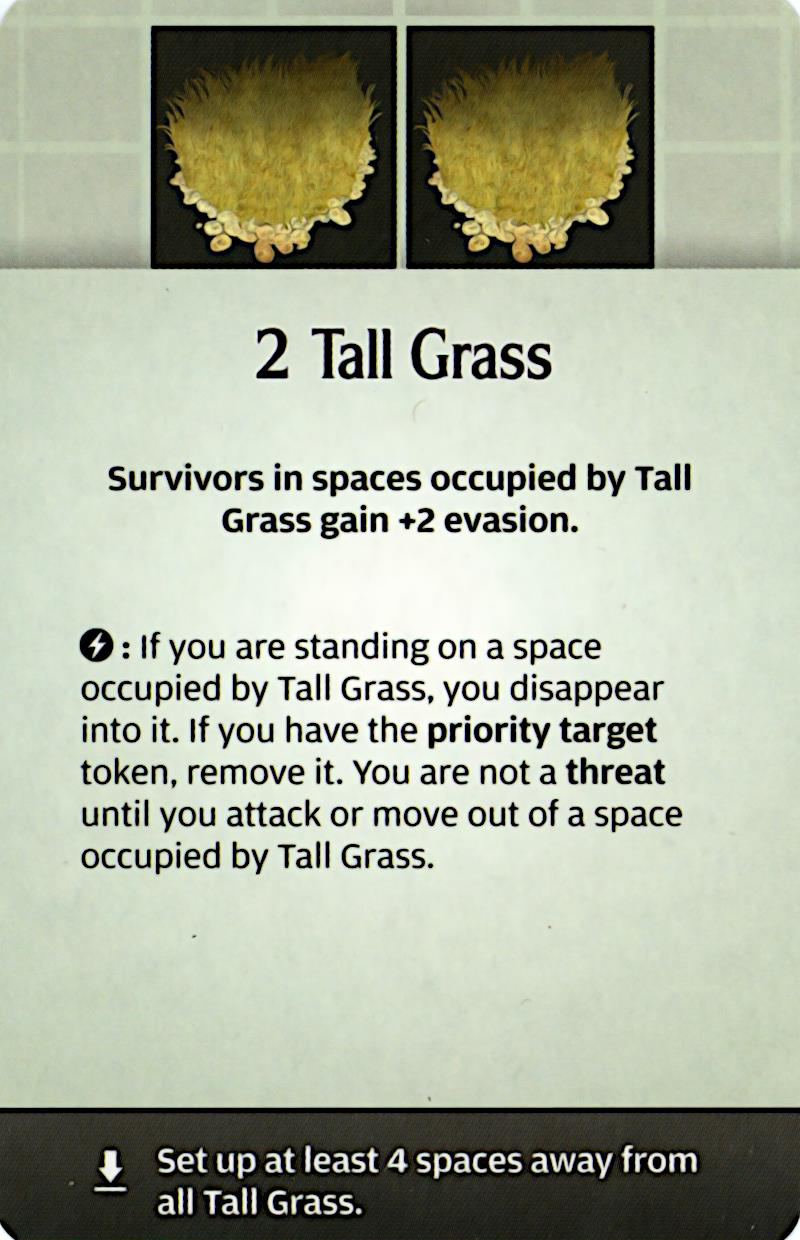 2 Tall Grass
Survivors in spaces occupied by Tall
Grass gain +2 evasion.
: If you are standing on a space
occupied by Tall Grass, you disappear
into it. If you have the priority target
token, remove it. You are not a threat
until you attack or move out of a space
occupied by Tall Grass.
Set up at least 4 spaces away from
all Tall Grass.